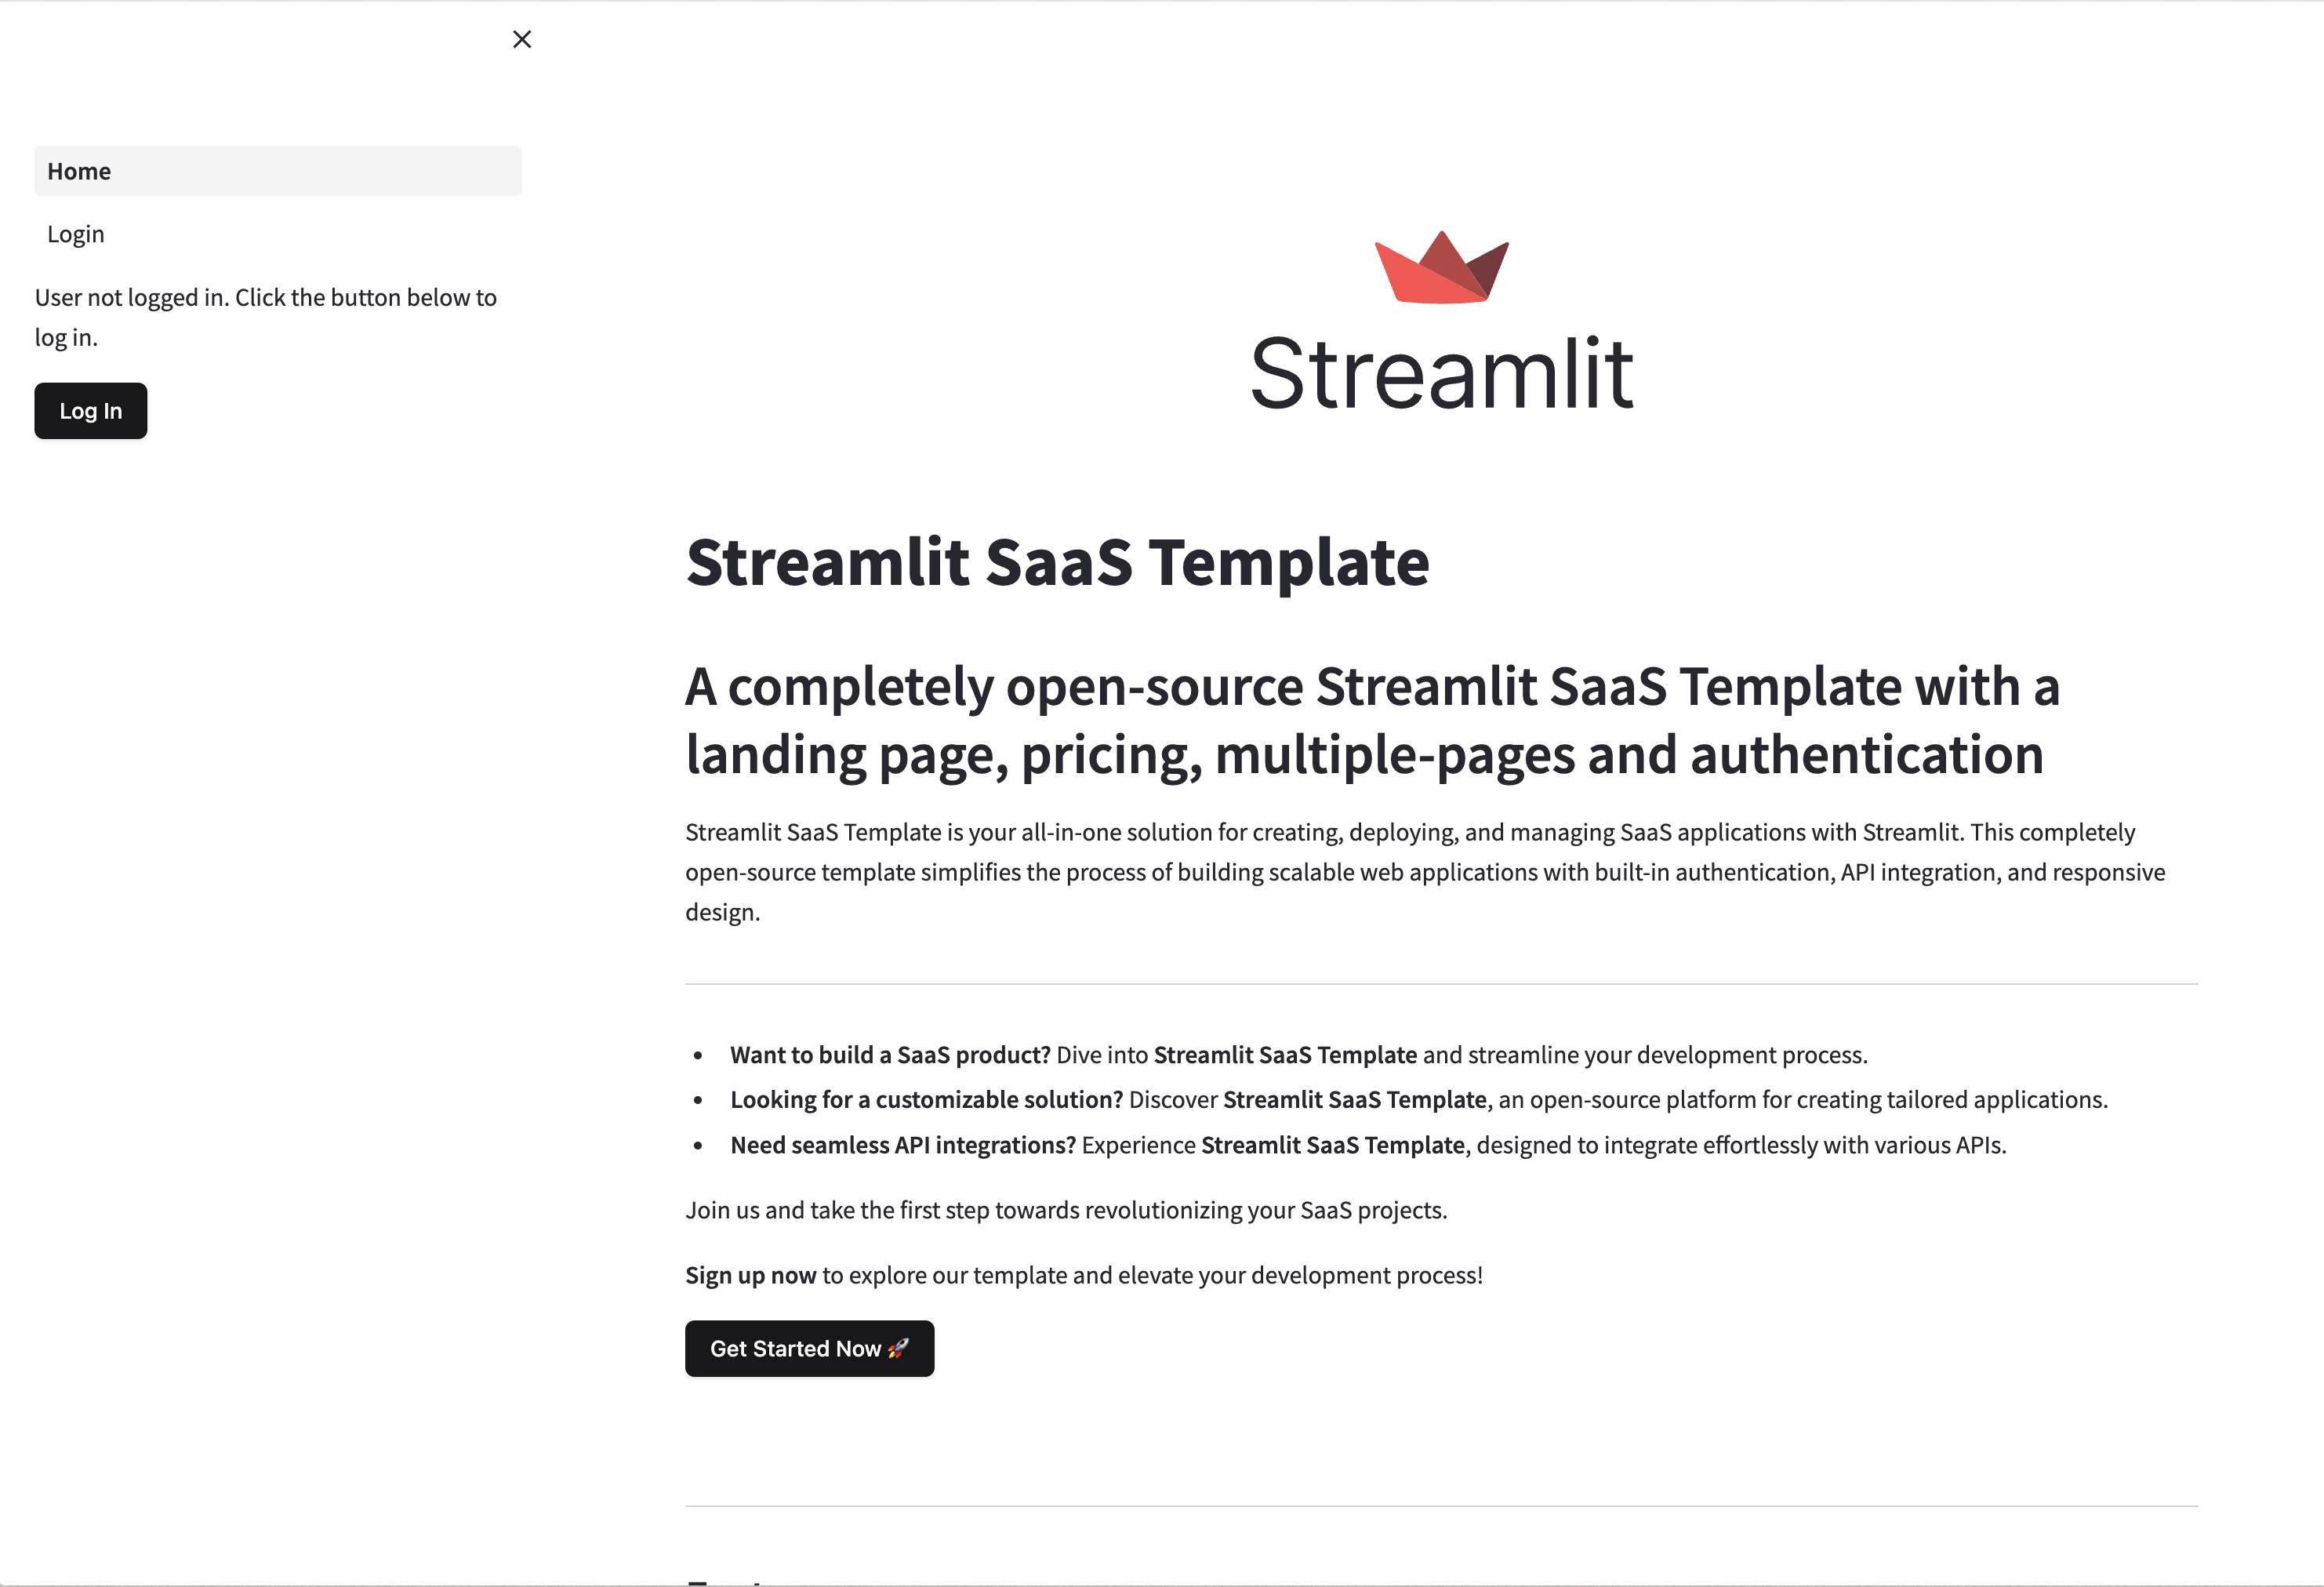 Home
Login
User not logged in. Click the button below to
log in.
Log In
Streamlit
Streamlit SaaS Template
A completely open-source Streamlit SaaS Template with a
landing page, pricing, multiple-pages and authentication
Streamlit SaaS Template is your all-in-one solution for creating, deploying, and managing SaaS applications with Streamlit. This completely
open-source template simplifies the process of building scalable web applications with built-in authentication, API integration, and responsive
design.
• Want to build a SaaS product? Dive into Streamlit SaaS Template and streamline your development process.
• Looking for a customizable solution? Discover Streamlit SaaS Template, an open-source platform for creating tailored applications.
• Need seamless API integrations? Experience Streamlit SaaS Template, designed to integrate effortlessly with various APIs.
Join us and take the first step towards revolutionizing your SaaS projects.
Sign up now to explore our template and elevate your development process!
Get Started Now 🚀